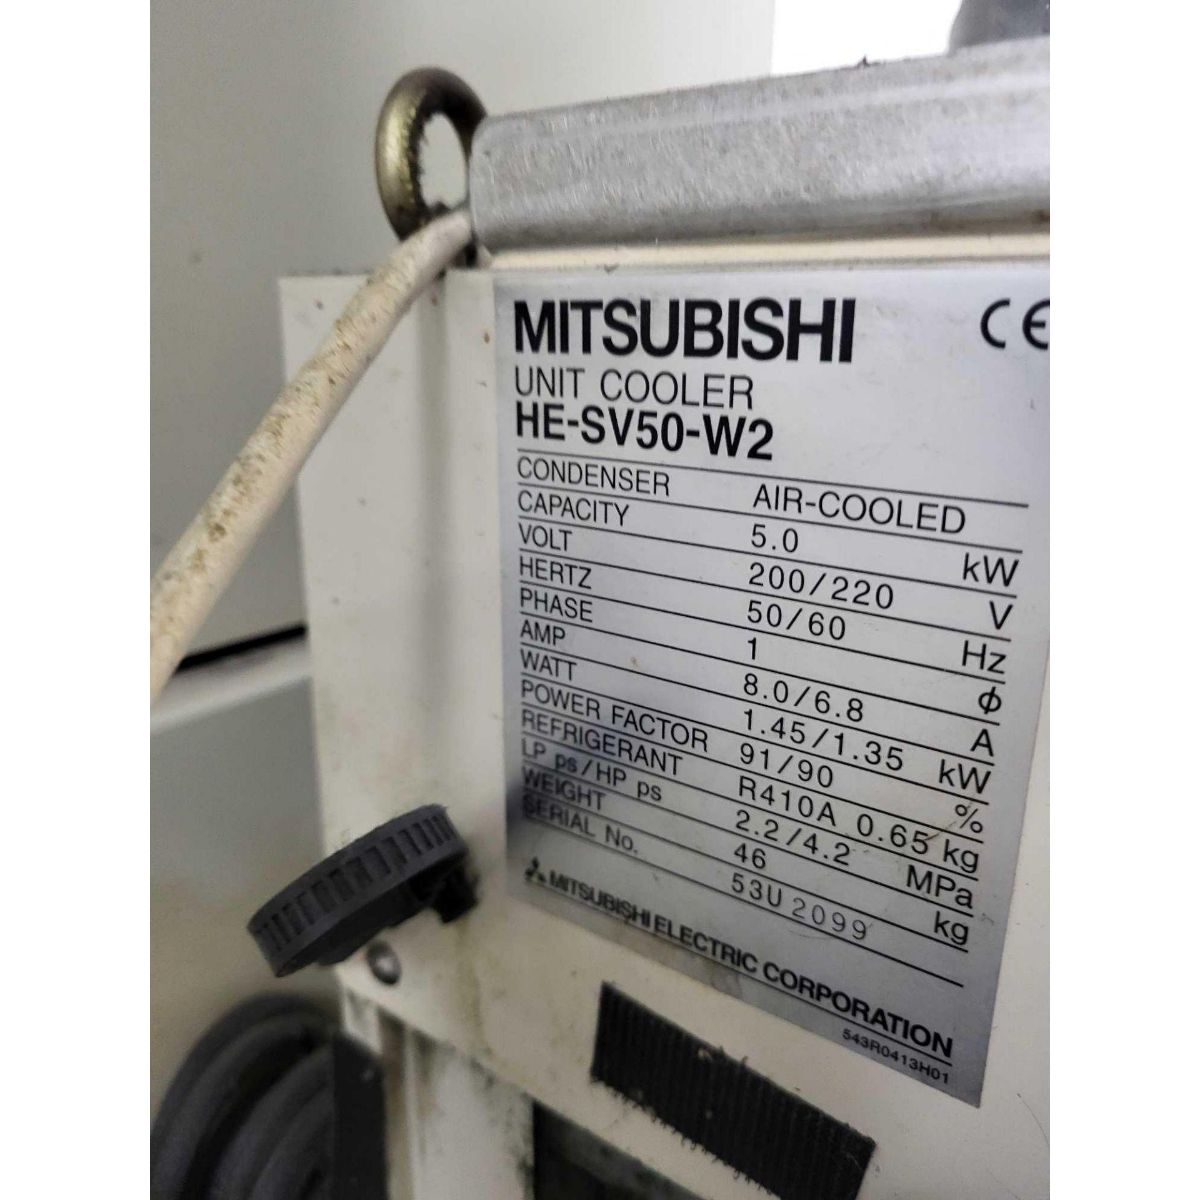 MITSUBISHI CE
UNIT COOLER
HE-SV50-W2
CONDENSER AIR-COOLED
CAPACITY 5.0 kW
VOLT 200/220 V
HERTZ 50/60 Hz
PHASE 1 ϕ
AMP 8.0/6.8 A
WATT 1.45/1.35 kW
POWER FACTOR 91/90 %
REFRIGERANT R410A 0.65 kg
LP ps/HP ps 2.2/4.2 MPa
WEIGHT 46 kg
SERIAL No. 53U 2099
MITSUBISHI ELECTRIC CORPORATION
543R0413H01